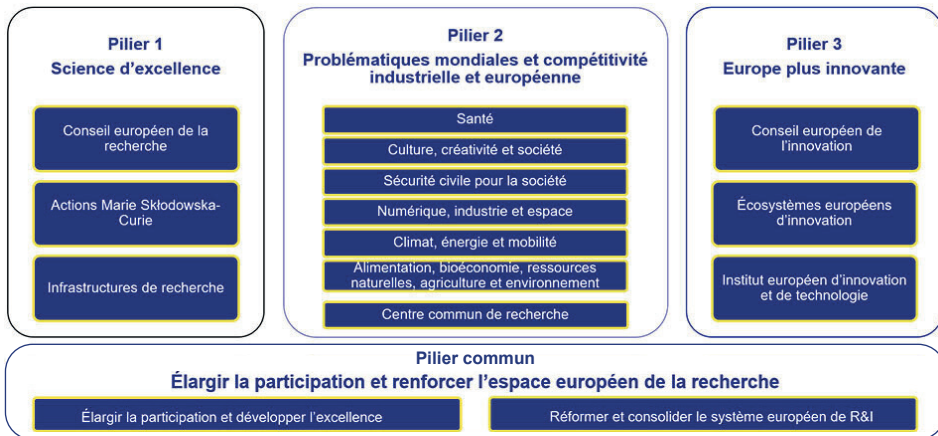 Pilier 1
Science d’excellence
Conseil européen de la
recherche
Actions Marie Skłodowska-
Curie
Infrastructures de recherche
Pilier 2
Problématiques mondiales et compétitivité
industrielle et européenne
Santé
Culture, créativité et société
Sécurité civile pour la société
Numérique, industrie et espace
Climat, énergie et mobilité
Alimentation, bioéconomie, ressources
naturelles, agriculture et environnement
Centre commun de recherche
Pilier 3
Europe plus innovante
Conseil européen de
l’innovation
Écosystèmes européens
d’innovation
Institut européen d’innovation
et de technologie
Pilier commun
Élargir la participation et renforcer l’espace européen de la recherche
Élargir la participation et développer l’excellence
Réformer et consolider le système européen de R&I